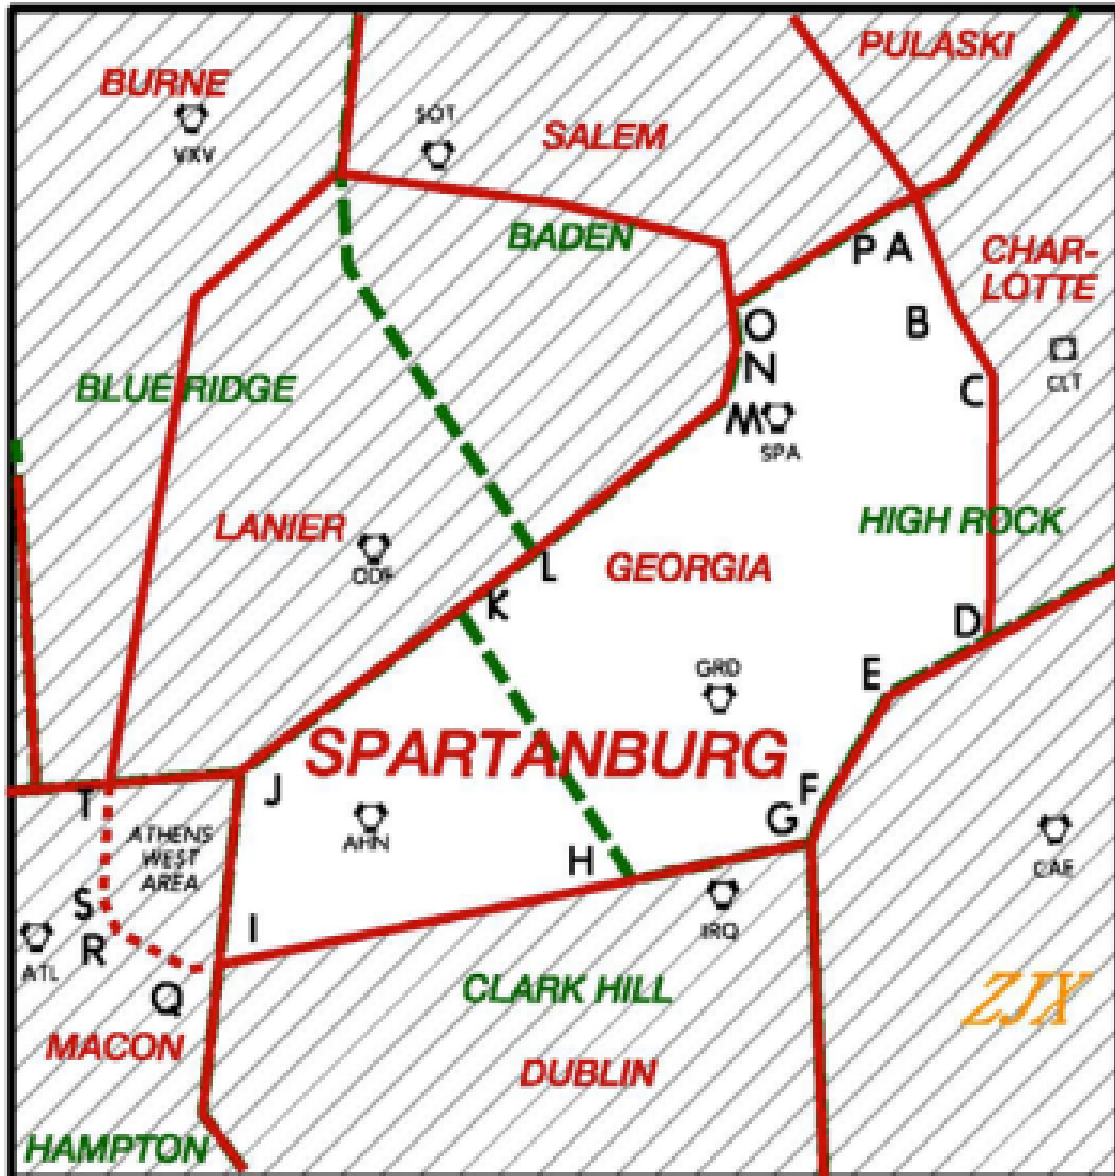 PULASKI
BURNE
SOT
SALEM
VXV
BADEN
P A
CHAR-
LOTTE
O
B
N
CLT
BLUE RIDGE
C
M
SPA
LANIER
HIGH ROCK
ODF
L
GEORGIA
K
D
GRD
E
SPARTANBURG
J
F
T
G
AHN
ATHENS
WEST
AREA
H
CAE
S
I
IRQ
R
ATL
Q
CLARK HILL
ZJX
MACON
DUBLIN
HAMPTON